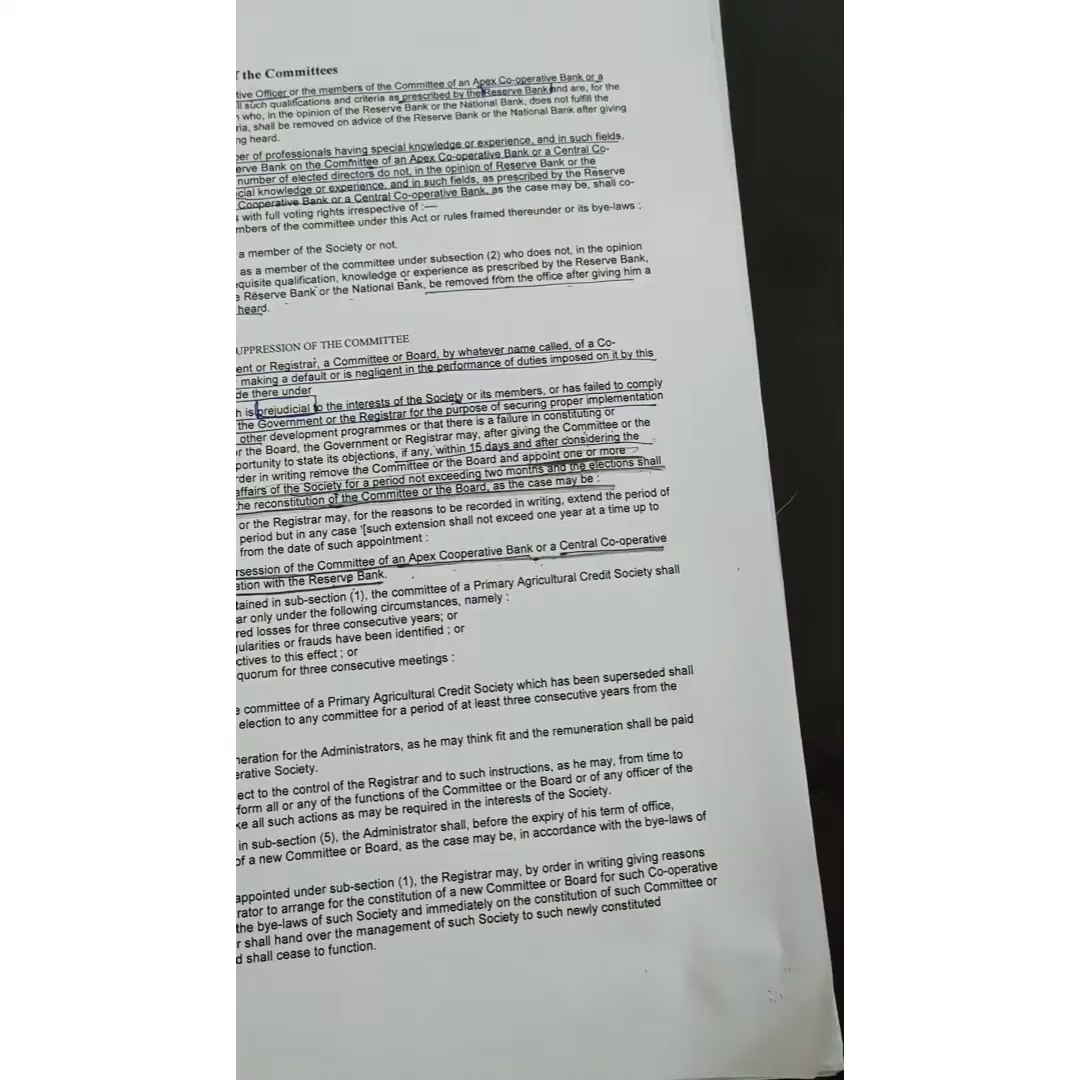 f the Committees
tive Officer or the members of the Committee of an Apex Co-operative Bank or a
ll such qualifications and criteria as prescribed by the Reserve Bank and are, for the
who, in the opinion of the Reserve Bank or the National Bank, does not fulfill the
ria, shall be removed on advice of the Reserve Bank or the National Bank after giving
ng heard.
ber of professionals having special knowledge or experience, and in such fields,
erve Bank on the Committee of an Apex Co-operative Bank or a Central Co-
number of elected directors do not, in the opinion of Reserve Bank or the
cial knowledge or experience, and in such fields, as prescribed by the Reserve
Cooperative Bank or a Central Co-operative Bank, as the case may be, shall co-
s with full voting rights irrespective of :—
mbers of the committee under this Act or rules framed thereunder or its bye-laws ;
a member of the Society or not.
as a member of the committee under subsection (2) who does not, in the opinion
equisite qualification, knowledge or experience as prescribed by the Reserve Bank,
e Reserve Bank or the National Bank, be removed from the office after giving him a
heard.
UPPRESSION OF THE COMMITTEE
ent or Registrar, a Committee or Board, by whatever name called, of a Co-
making a default or is negligent in the performance of duties imposed on it by this
de there under
h is prejudicial to the interests of the Society or its members, or has failed to comply
the Government or the Registrar for the purpose of securing proper implementation
other development programmes or that there is a failure in constituting or
r the Board, the Government or Registrar may, after giving the Committee or the
portunity to state its objections, if any, within 15 days and after considering the
rder in writing remove the Committee or the Board and appoint one or more
affairs of the Society for a period not exceeding two months and the elections shall
he reconstitution of the Committee or the Board, as the case may be :
or the Registrar may, for the reasons to be recorded in writing, extend the period of
period but in any case '[such extension shall not exceed one year at a time up to
from the date of such appointment :
rsession of the Committee of an Apex Cooperative Bank or a Central Co-operative
ation with the Reserve Bank.
tained in sub-section (1), the committee of a Primary Agricultural Credit Society shall
ar only under the following circumstances, namely :
red losses for three consecutive years; or
gularities or frauds have been identified ; or
ctives to this effect ; or
quorum for three consecutive meetings :
e committee of a Primary Agricultural Credit Society which has been superseded shall
election to any committee for a period of at least three consecutive years from the
neration for the Administrators, as he may think fit and the remuneration shall be paid
erative Society.
ect to the control of the Registrar and to such instructions, as he may, from time to
form all or any of the functions of the Committee or the Board or of any officer of the
ke all such actions as may be required in the interests of the Society.
in sub-section (5), the Administrator shall, before the expiry of his term of office,
of a new Committee or Board, as the case may be, in accordance with the bye-laws of
appointed under sub-section (1), the Registrar may, by order in writing giving reasons
rator to arrange for the constitution of a new Committee or Board for such Co-operative
the bye-laws of such Society and immediately on the constitution of such Committee or
r shall hand over the management of such Society to such newly constituted
d shall cease to function.